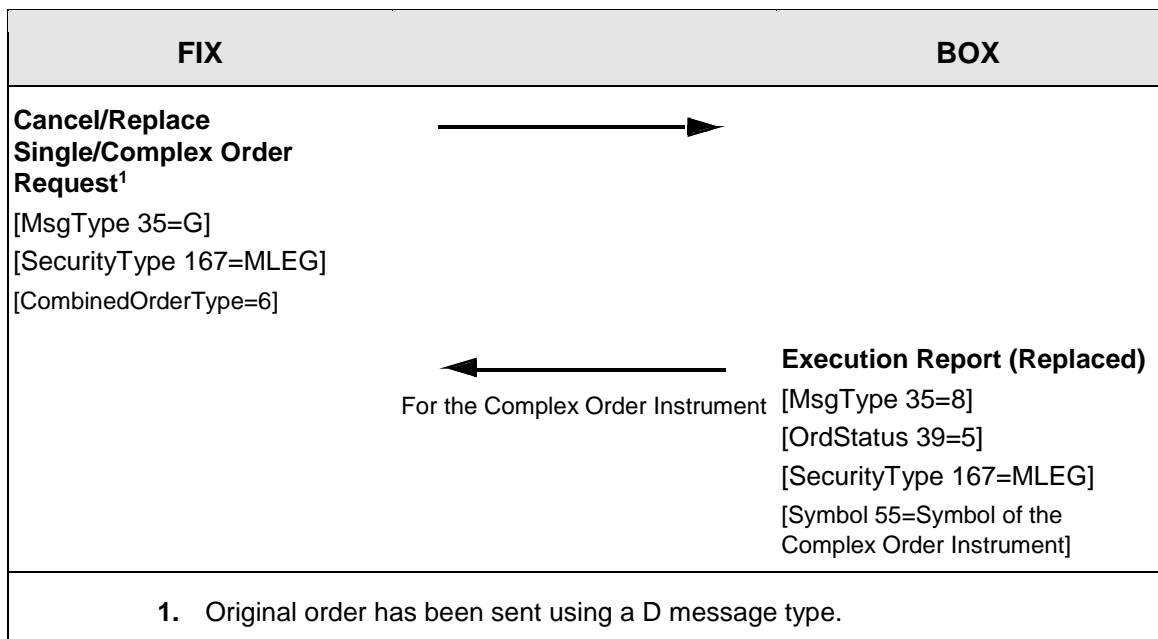 FIX
BOX
Cancel/Replace
Single/Complex Order
Request1
[MsgType 35=G]
[SecurityType 167=MLEG]
[CombinedOrderType=6]
For the Complex Order Instrument
Execution Report (Replaced)
[MsgType 35=8]
[OrdStatus 39=5]
[SecurityType 167=MLEG]
[Symbol 55=Symbol of the
Complex Order Instrument]
1. Original order has been sent using a D message type.